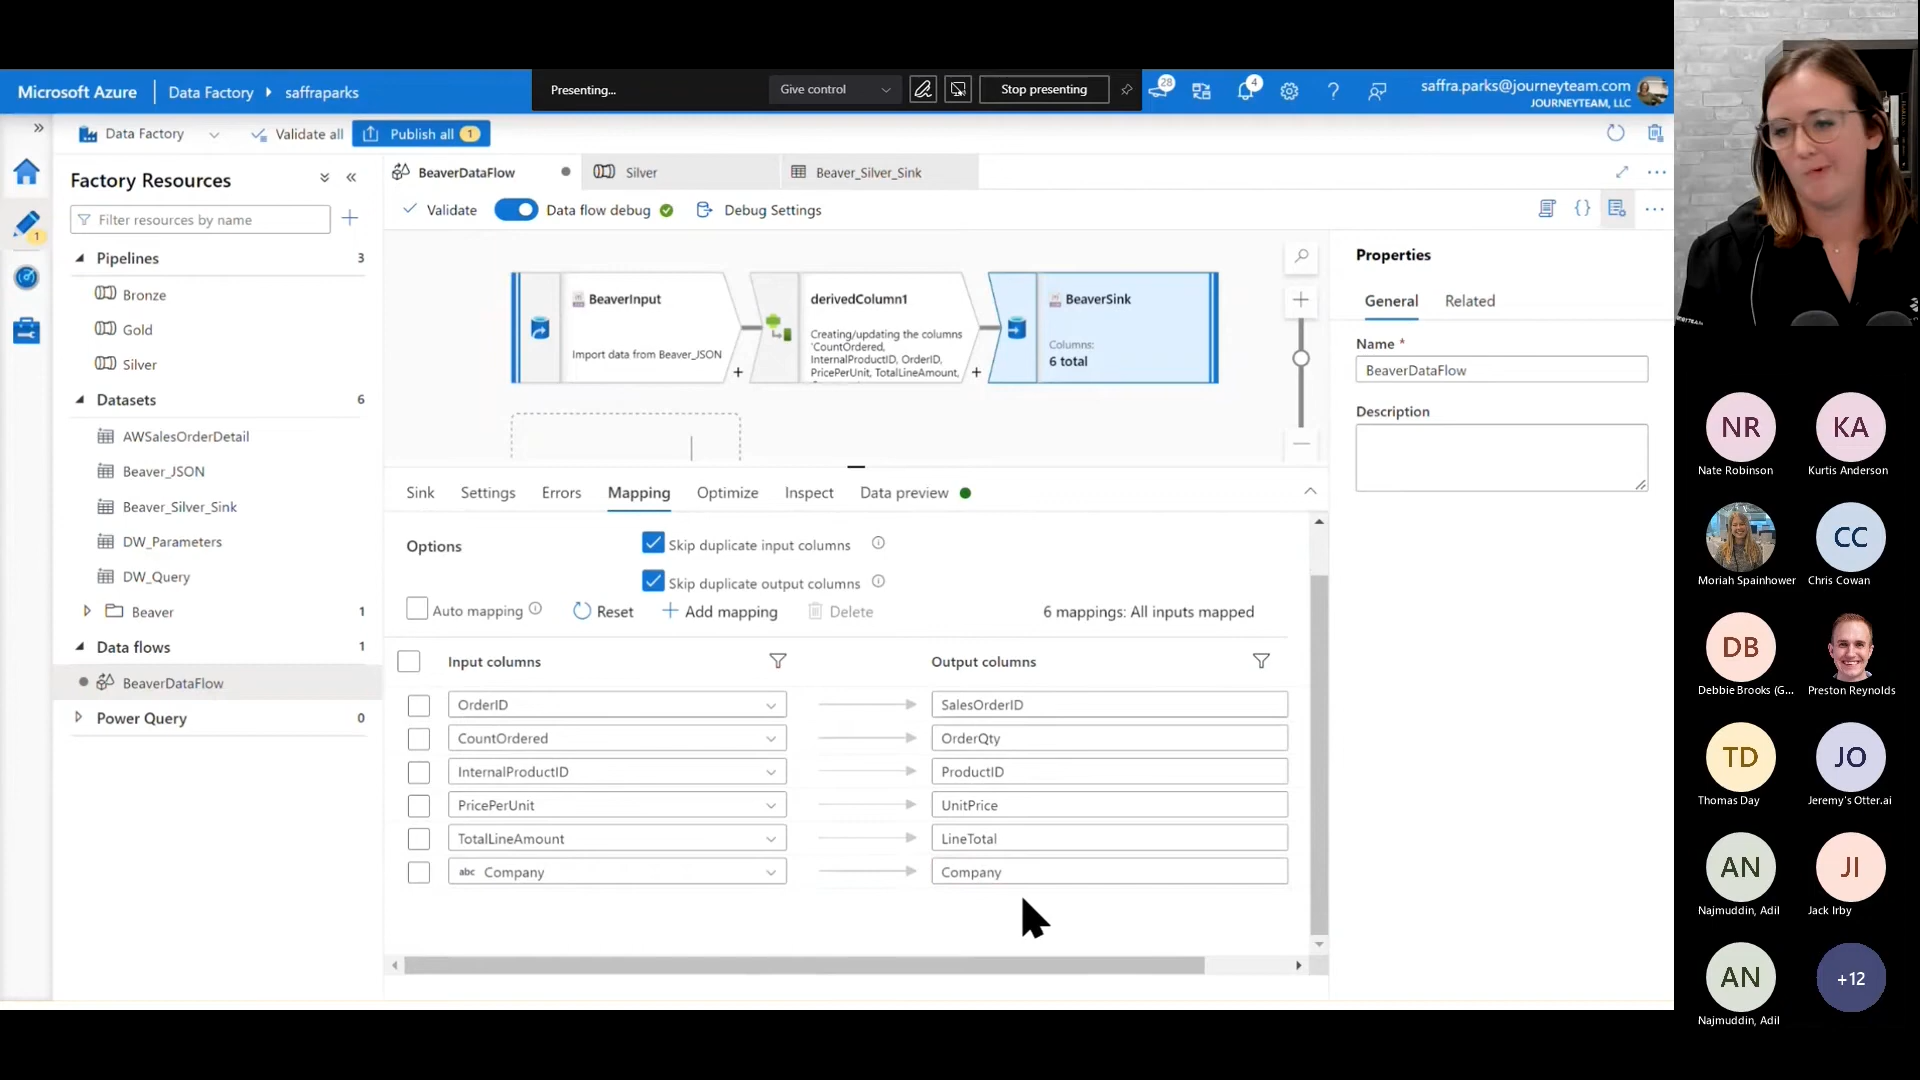 Microsoft Azure
Data Factory
saffraparks
Presenting...
Give control
Stop presenting
28
4
saffra.parks@journeyteam.com
JOURNEYTEAM, LLC
Data Factory
Validate all
Publish all
1
1
Factory Resources
Filter resources by name
Pipelines
3
Bronze
Gold
Silver
Datasets
6
AWSalesOrderDetail
Beaver_JSON
Beaver_Silver_Sink
DW_Parameters
DW_Query
Beaver
1
Data flows
1
BeaverDataFlow
Power Query
0
BeaverDataFlow
Silver
Beaver_Silver_Sink
Validate
Data flow debug
Debug Settings
BeaverInput
Import data from Beaver_JSON
derivedColumn1
Creating/updating the columns
'CountOrdered,
InternalProductID, OrderID,
PricePerUnit, TotalLineAmount,
BeaverSink
Columns:
6 total
Sink
Settings
Errors
Mapping
Optimize
Inspect
Data preview
Options
Skip duplicate input columns
Skip duplicate output columns
Auto mapping
Reset
Add mapping
Delete
6 mappings: All inputs mapped
Input columns
Output columns
OrderID
SalesOrderID
CountOrdered
OrderQty
InternalProductID
ProductID
PricePerUnit
UnitPrice
TotalLineAmount
LineTotal
abc Company
Company
Properties
General
Related
Name *
BeaverDataFlow
Description
NR
Nate Robinson
KA
Kurtis Anderson
Moriah Spainhower
CC
Chris Cowan
DB
Debbie Brooks (G...
Preston Reynolds
TD
Thomas Day
JO
Jeremy's Otter.ai
AN
Najmuddin, Adil
JI
Jack Irby
AN
Najmuddin, Adil
+12